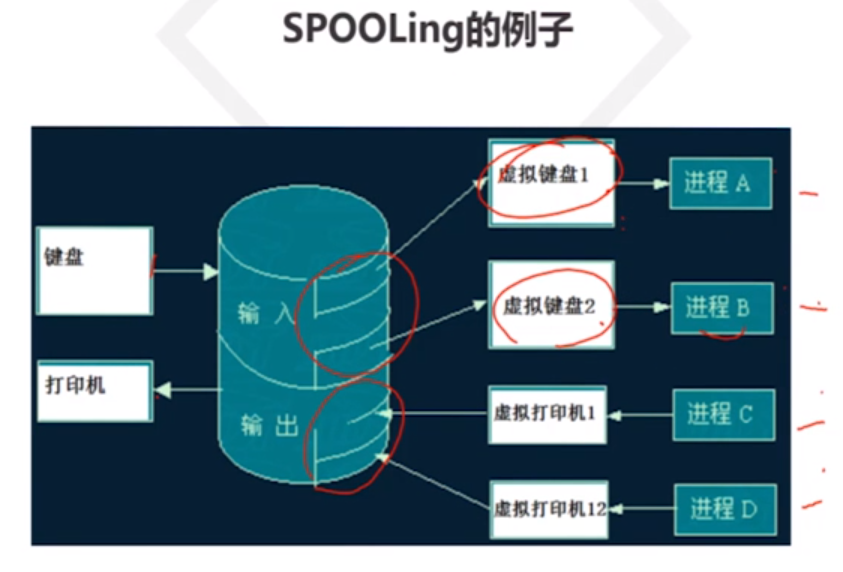 SPOOLing的例子
虚拟键盘1
进程 A
键盘
输 入
虚拟键盘2
进程 B
打印机
输 出
虚拟打印机1
进程 C
虚拟打印机12
进程 D